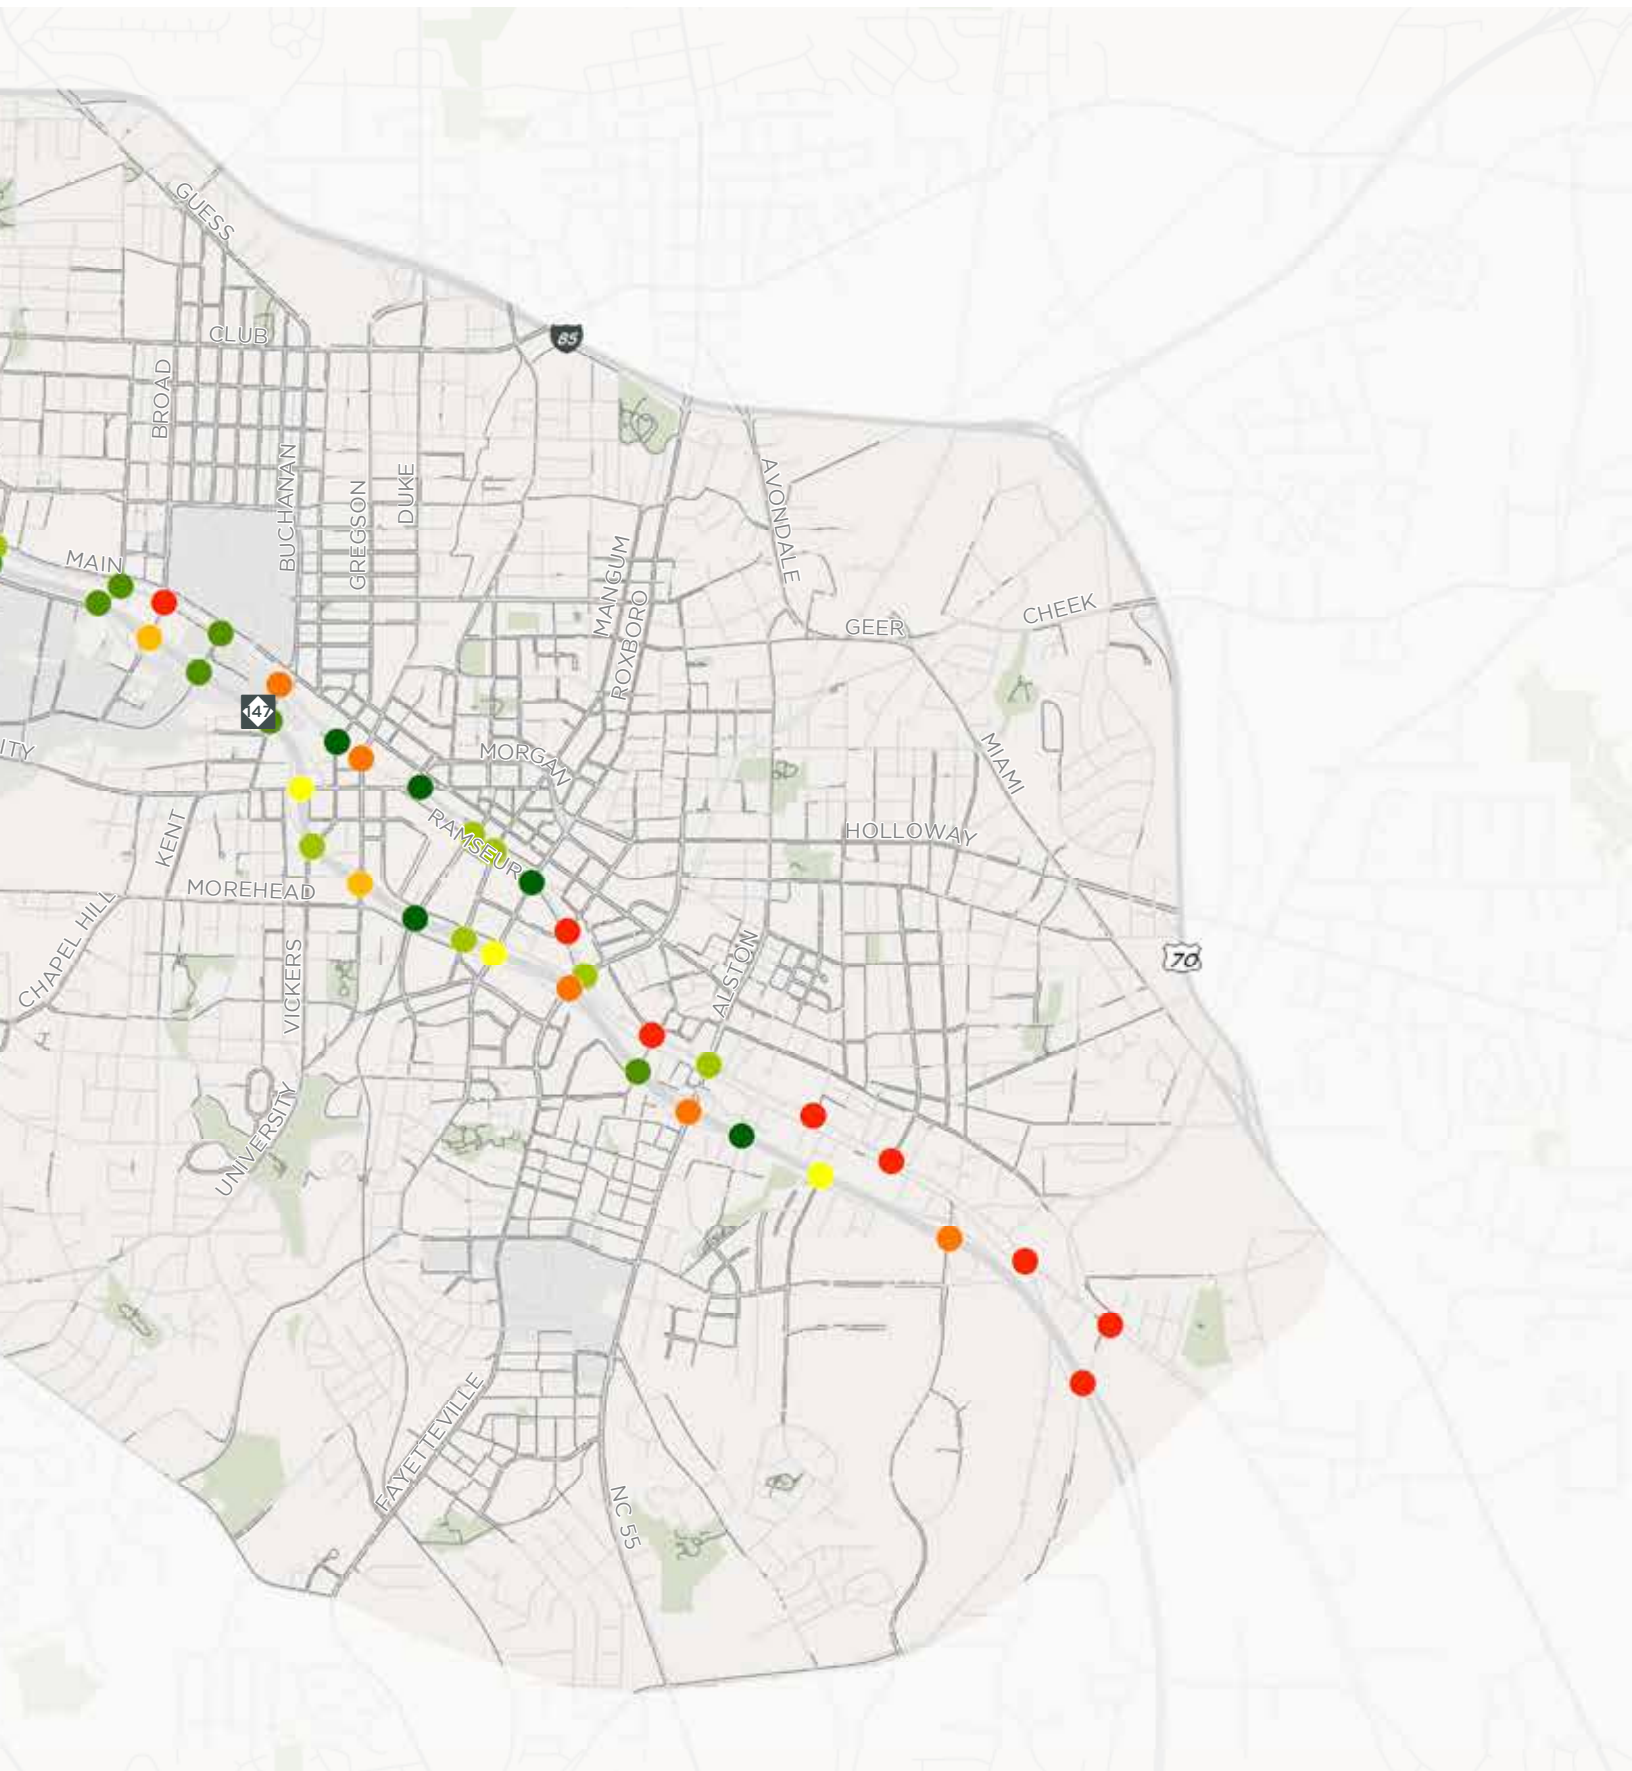 GUESS
CLUB
85
BROAD
BUCHANAN
GREGSON
DUKE
AVONDALE
MANGUM
ROXBORO
MAIN
CHEEK
GEER
147
ITY
MORGAN
MIAMI
RAMSEUR
HOLLOWAY
KENT
MOREHEAD
CHAPEL HILL
VICKERS
ALSTON
70
UNIVERSITY
FAYETTEVILLE
NC 55